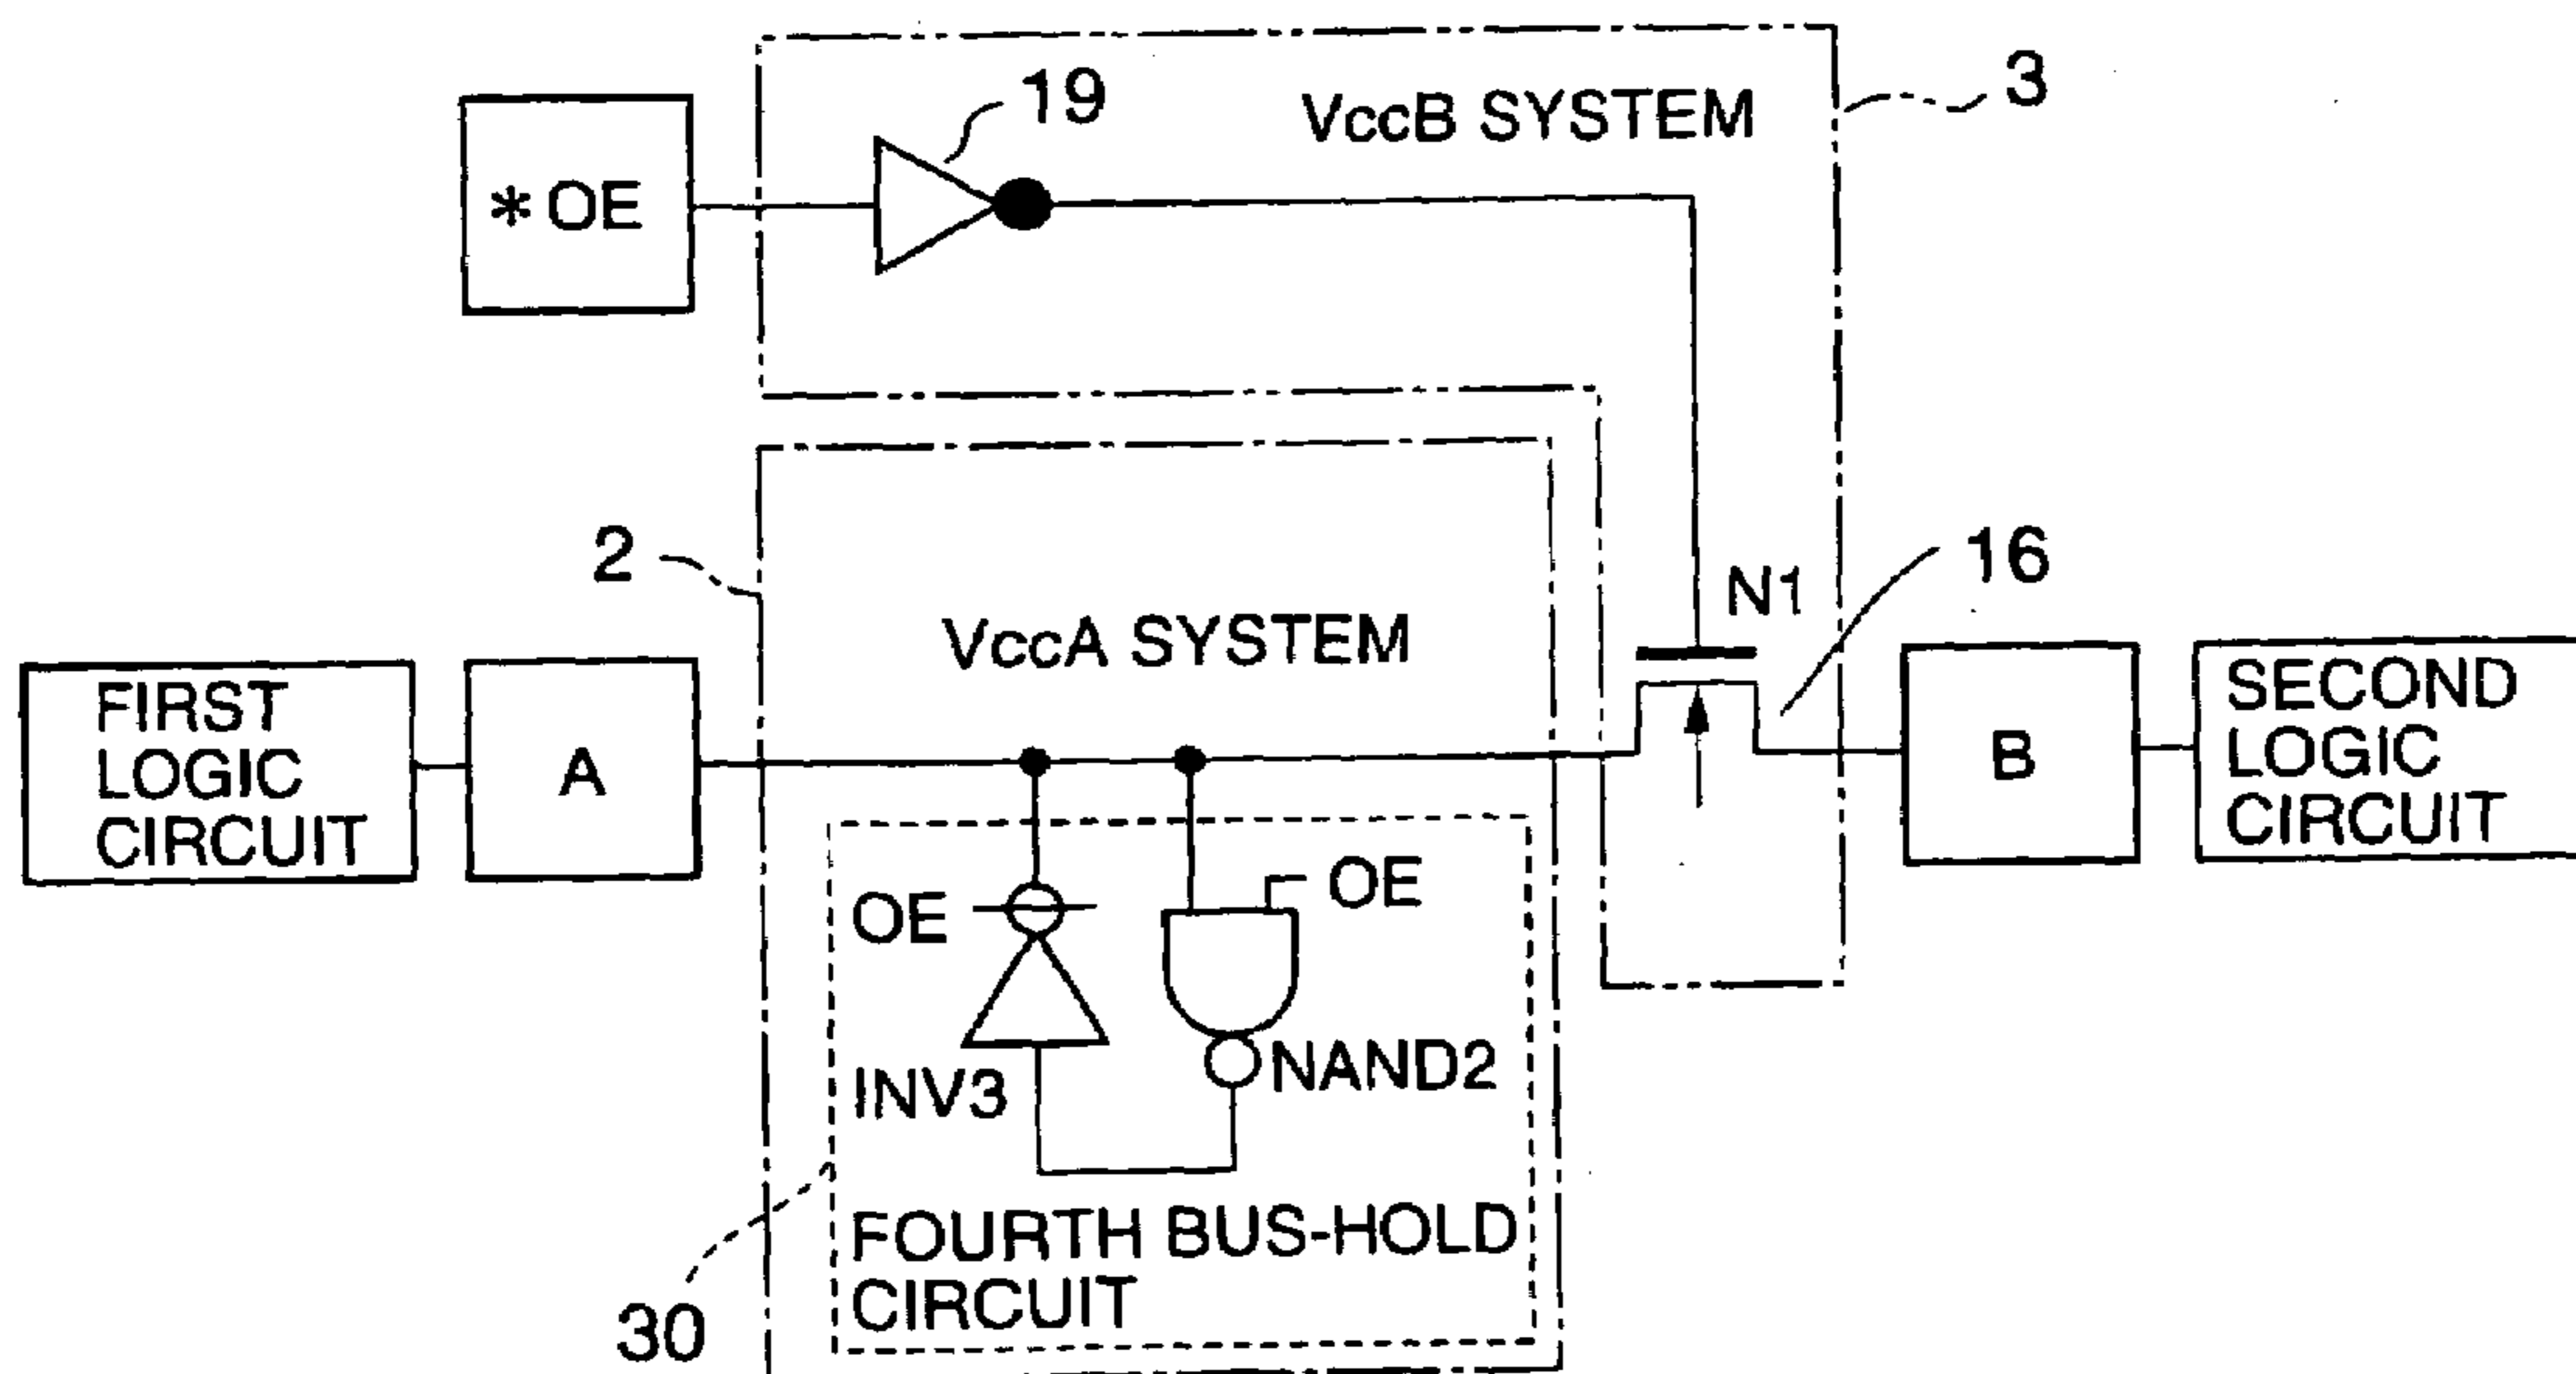 19
VccB SYSTEM
3
* OE
2
VccA SYSTEM
N1
16
FIRST
LOGIC
CIRCUIT
A
B
SECOND
LOGIC
CIRCUIT
OE
OE
INV3
NAND2
FOURTH BUS-HOLD
CIRCUIT
30